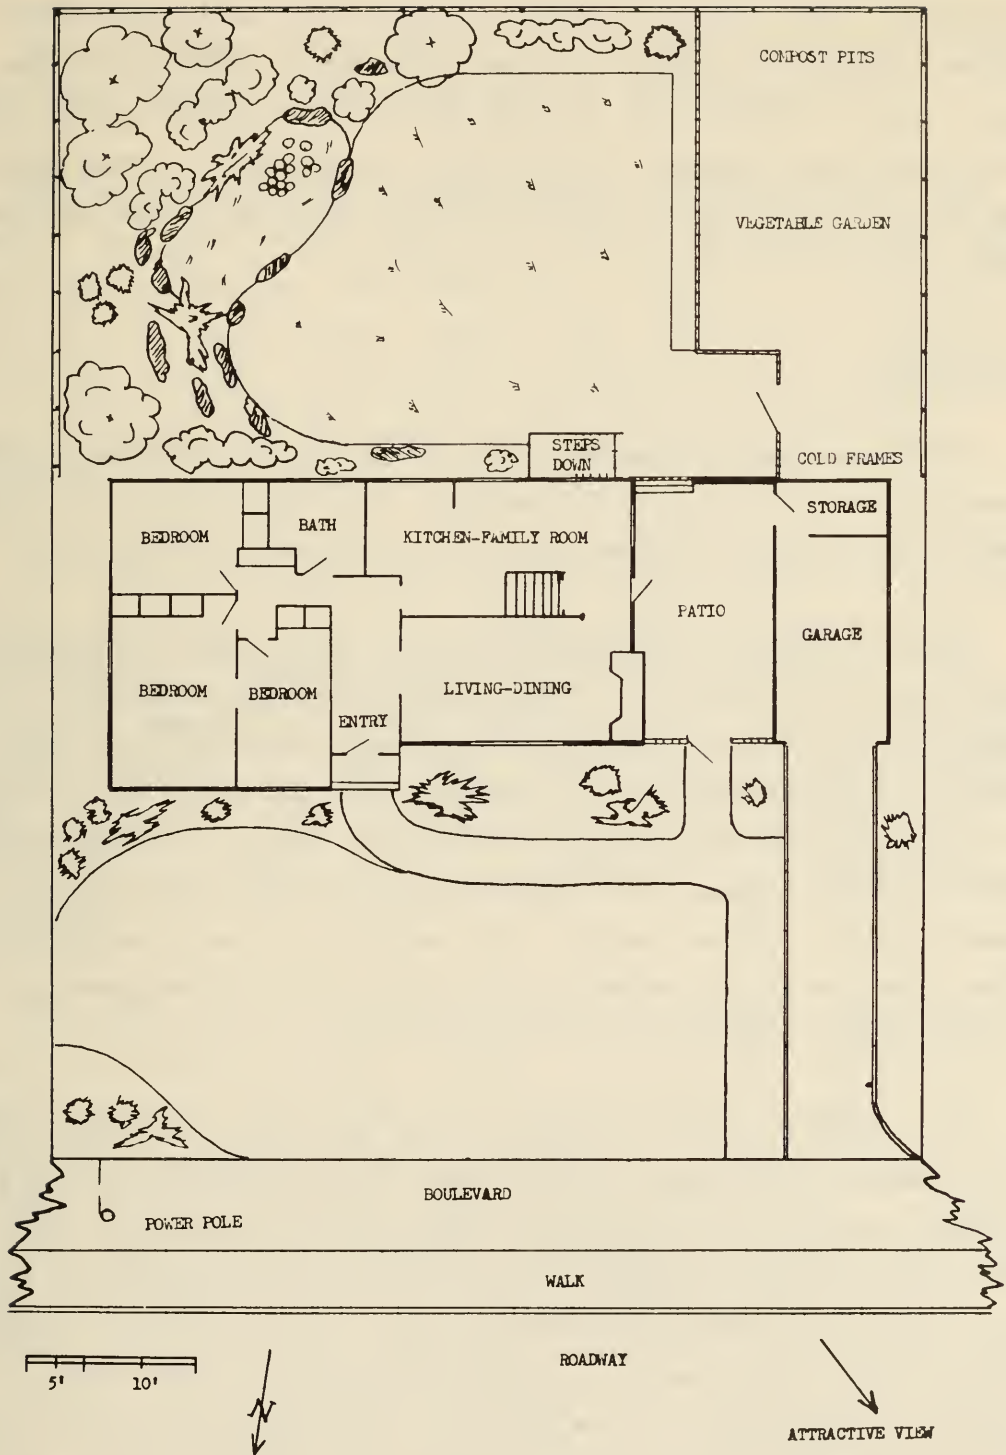 COMPOST PITS
VEGETABLE GARDEN
STEPS
DOWN
COLD FRAMES
STORAGE
BATH
BEDROOM
KITCHEN-FAMILY ROOM
PATIO
GARAGE
BEDROOM
BEDROOM
LIVING-DINING
ENTRY
BOULEVARD
POWER POLE
WALK
ROADWAY
5' 10'
N
ATTRACTIVE VIEW